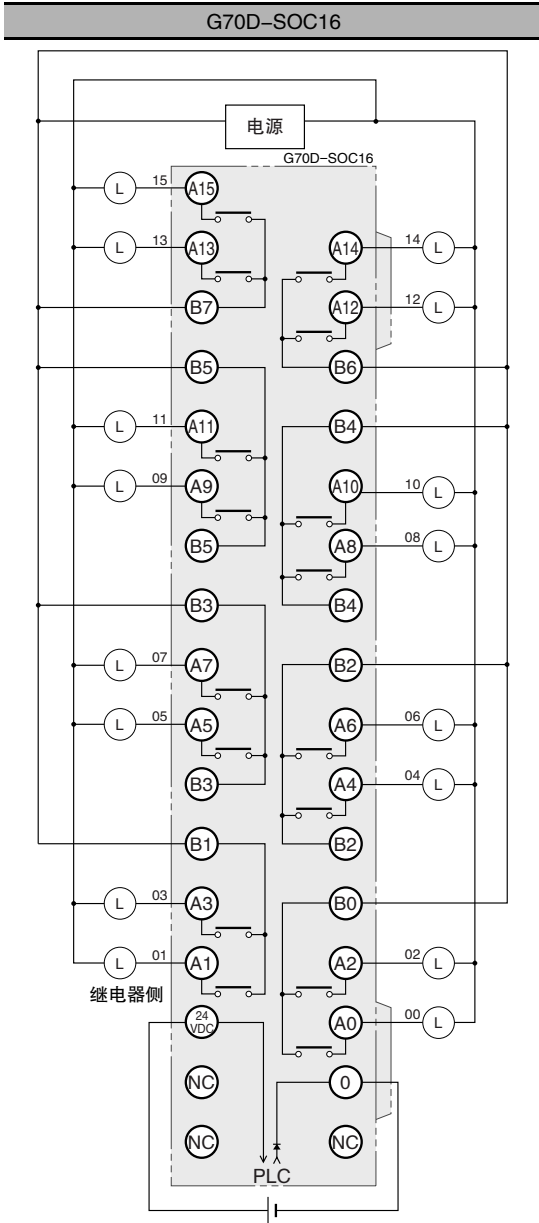 G70D−SOC16
电源
G70D−SOC16
L 15 A15
L 13 A13 A14 14 L
B7 A12 12 L
B5 B6
L 11 A11 B4
L 09 A9 A10 10 L
B5 A8 08 L
B3 B4
L 07 A7 B2
L 05 A5 A6 06 L
B3 A4 04 L
B1 B2
L 03 A3 B0
L 01 A1 A2 02 L
继电器侧
24 VDC A0 00 L
NC 0
NC NC
PLC